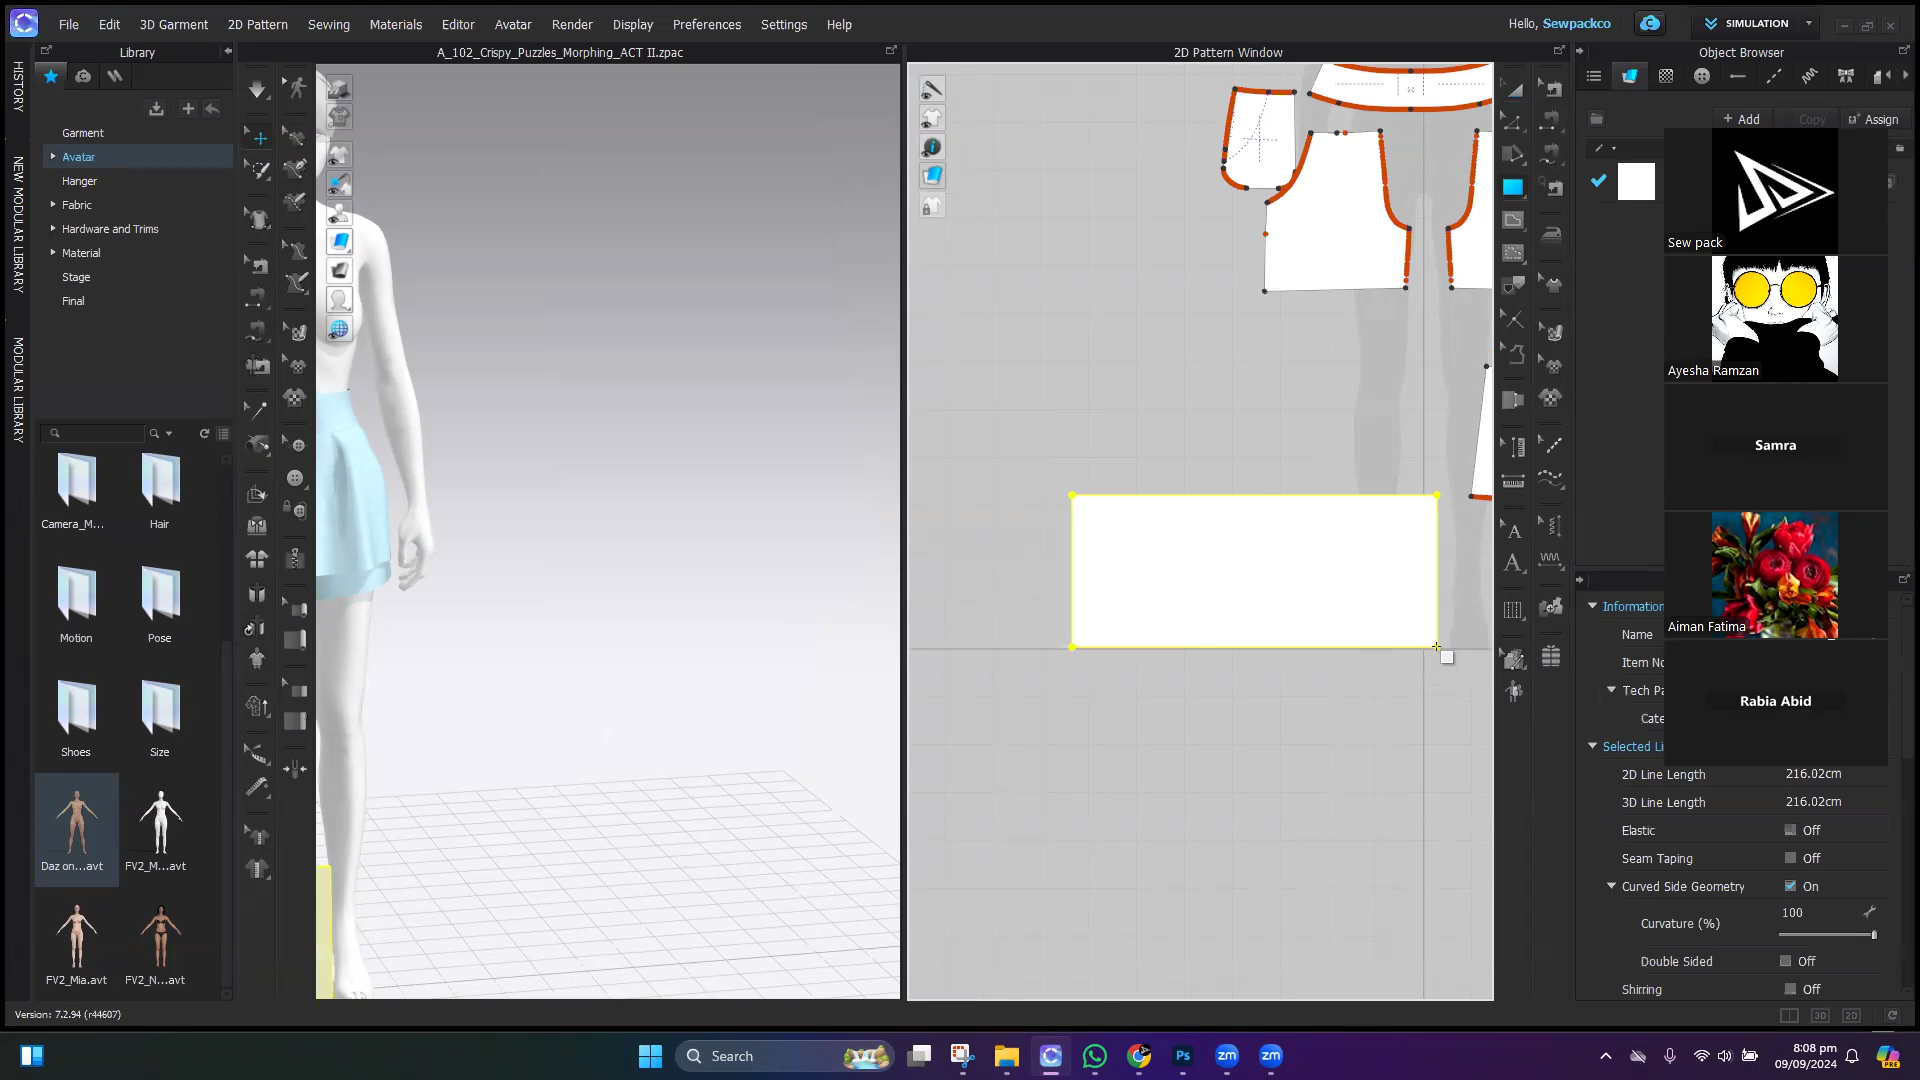 File
Edit
3D Garment
2D Pattern
Sewing
Materials
Editor
Avatar
Render
Display
Preferences
Settings
Help
Hello, Sewpackco
SIMULATION
Library
A_102_Crispy_Puzzles_Morphing_ACT II.zpac
2D Pattern Window
Object Browser
HISTORY
NEW MODULAR LIBRARY
MODULAR LIBRARY
Garment
Avatar
Hanger
Fabric
Hardware and Trims
Material
Stage
Final
Camera_M...
Hair
Motion
Pose
Shoes
Size
Daz on...avt
FV2_M...avt
FV2_Mia.avt
FV2_N...avt
+ Add
Copy
Assign
Sew pack
Ayesha Ramzan
Samra
Aiman Fatima
Rabia Abid
Information
Name
Item No
Tech Pa
Cate
Selected Li
2D Line Length 216.02cm
3D Line Length 216.02cm
Elastic Off
Seam Taping Off
Curved Side Geometry On
100
Curvature (%)
Double Sided Off
Shirring Off
3D
2D
Version: 7.2.94 (r44607)
Search
Ps
zm
zm
8:08 pm
09/09/2024
PRE